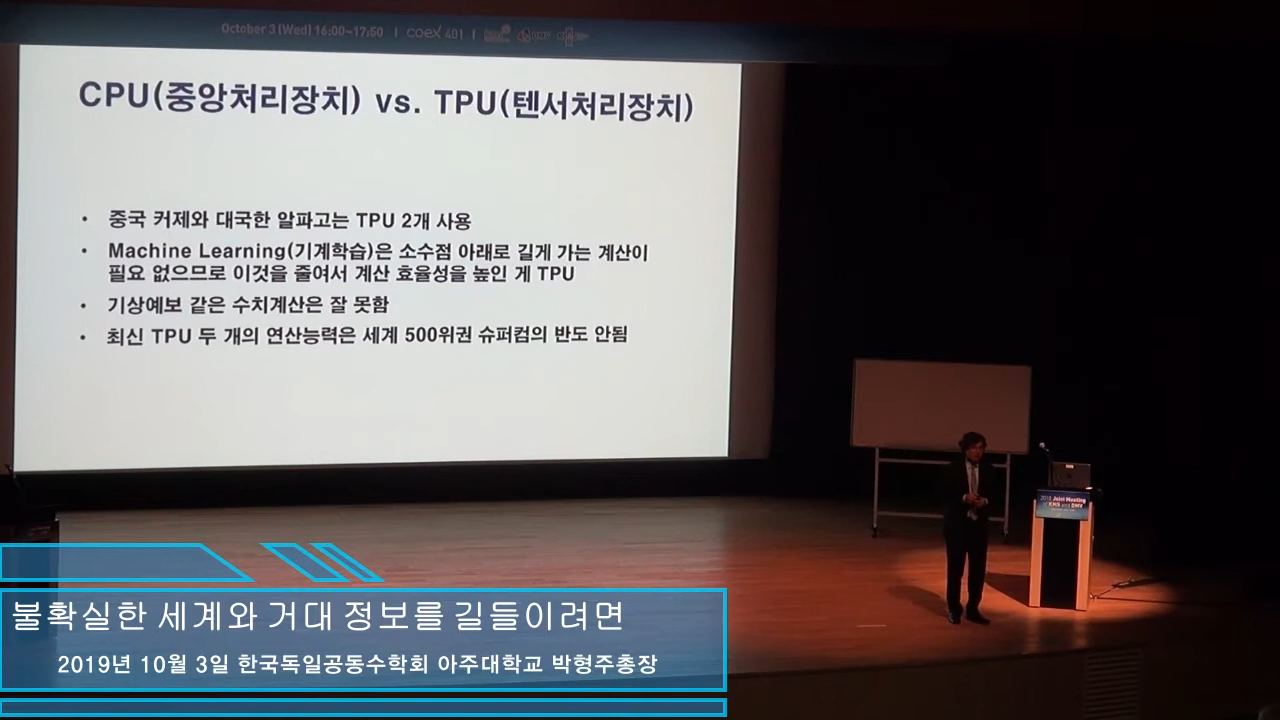 October 3 (Wed) 16:00~17:50 | coex 401 |
CPU(중앙처리장치) vs. TPU(텐서처리장치)
• 중국 커제와 대국한 알파고는 TPU 2개 사용
• Machine Learning(기계학습)은 소수점 아래로 길게 가는 계산이
필요 없으므로 이것을 줄여서 계산 효율성을 높인 게 TPU
• 기상예보 같은 수치계산은 잘 못함
• 최신 TPU 두 개의 연산능력은 세계 500위권 슈퍼컴의 반도 안됨
2018 Joint Meeting
of KMS and DMV
불확실한 세계와 거대 정보를 길들이려면
2019년 10월 3일 한국독일공동수학회 아주대학교 박형주총장